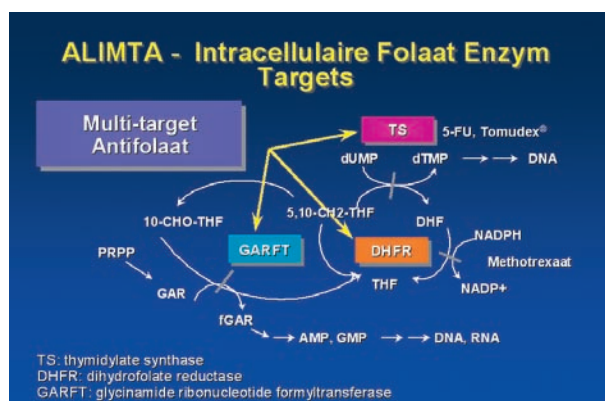 ALIMTA - Intracellulaire Folaat Enzym
Targets
Multi-target
Antifolaat
TS
5-FU, Tomudex®
dUMP
dTMP
DNA
10-CHO-THF
5,10-CH2-THF
DHF
NADPH
PRPP
GARFT
DHFR
Methotrexaat
GAR
THF
NADP+
fGAR
AMP, GMP
DNA, RNA
TS: thymidylate synthase
DHFR: dihydrofolate reductase
GARFT: glycinamide ribonucleotide formyltransferase